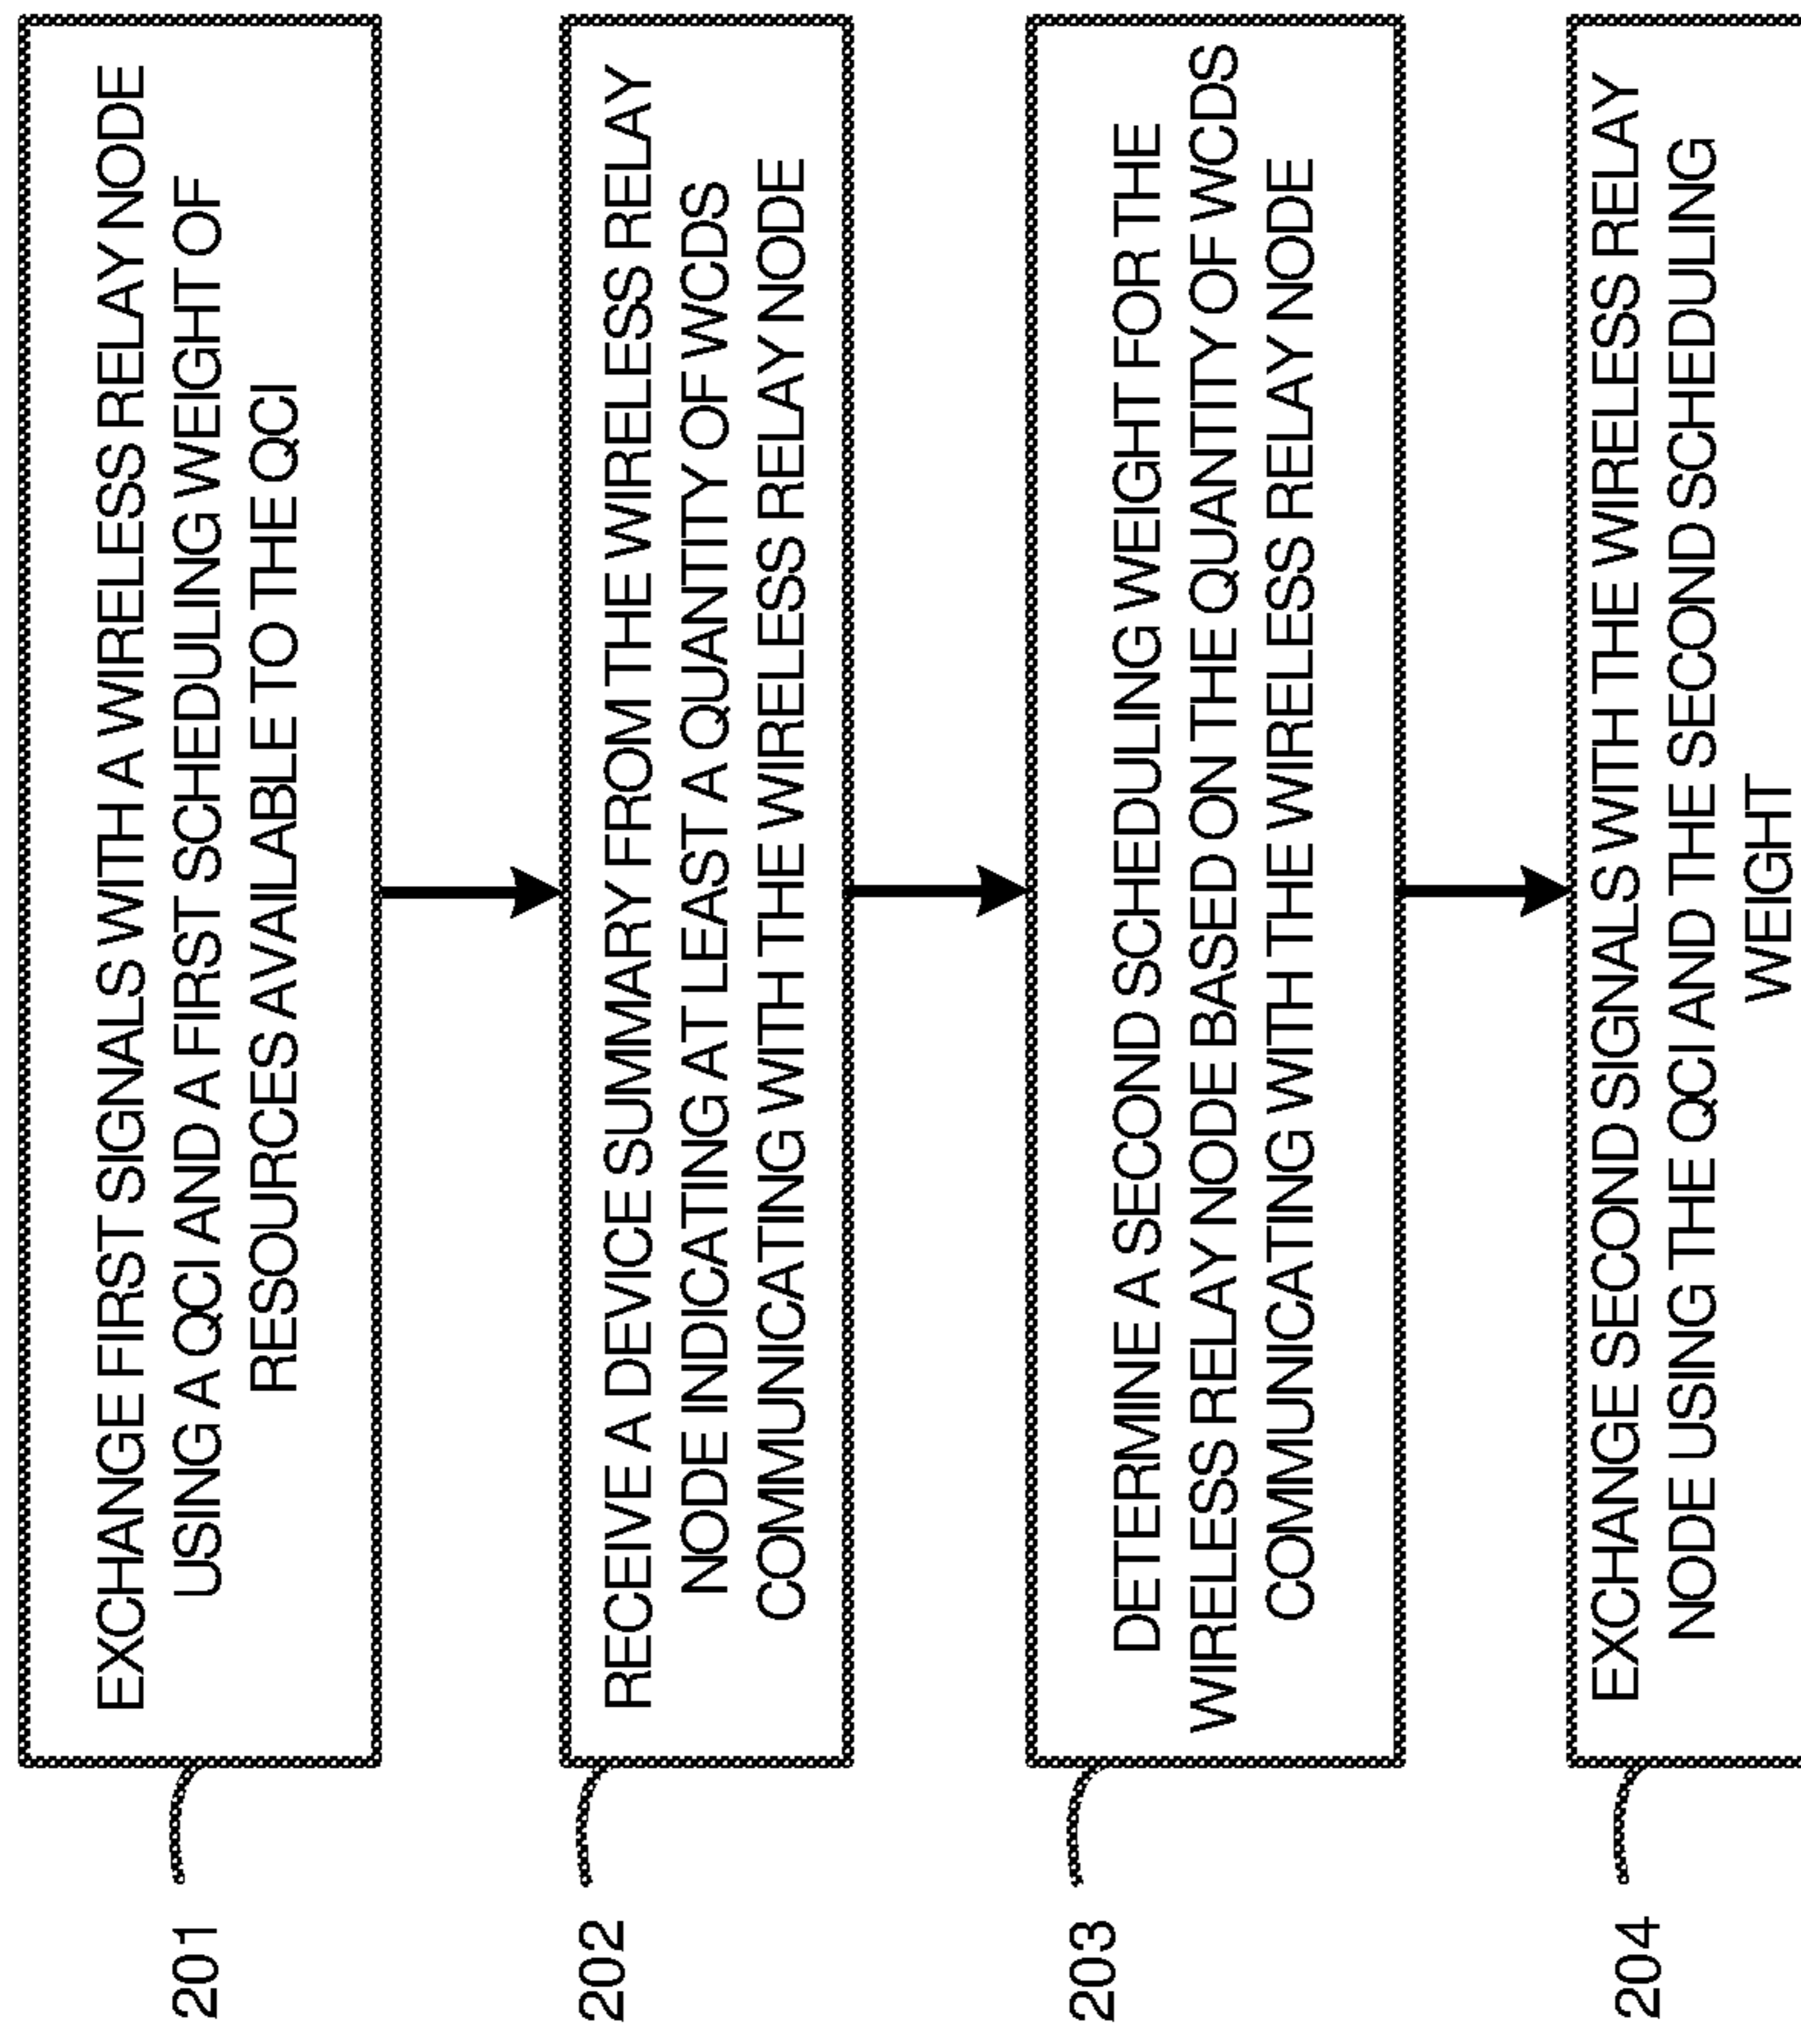 201
EXCHANGE FIRST SIGNALS WITH A WIRELESS RELAY NODE
USING A QCI AND A FIRST SCHEDULING WEIGHT OF
RESOURCES AVAILABLE TO THE QCI
202
RECEIVE A DEVICE SUMMARY FROM THE WIRELESS RELAY
NODE INDICATING AT LEAST A QUANTITY OF WCDS
COMMUNICATING WITH THE WIRELESS RELAY NODE
203
DETERMINE A SECOND SCHEDULING WEIGHT FOR THE
WIRELESS RELAY NODE BASED ON THE QUANTITY OF WCDS
COMMUNICATING WITH THE WIRELESS RELAY NODE
204
EXCHANGE SECOND SIGNALS WITH THE WIRELESS RELAY
NODE USING THE QCI AND THE SECOND SCHEDULING
WEIGHT